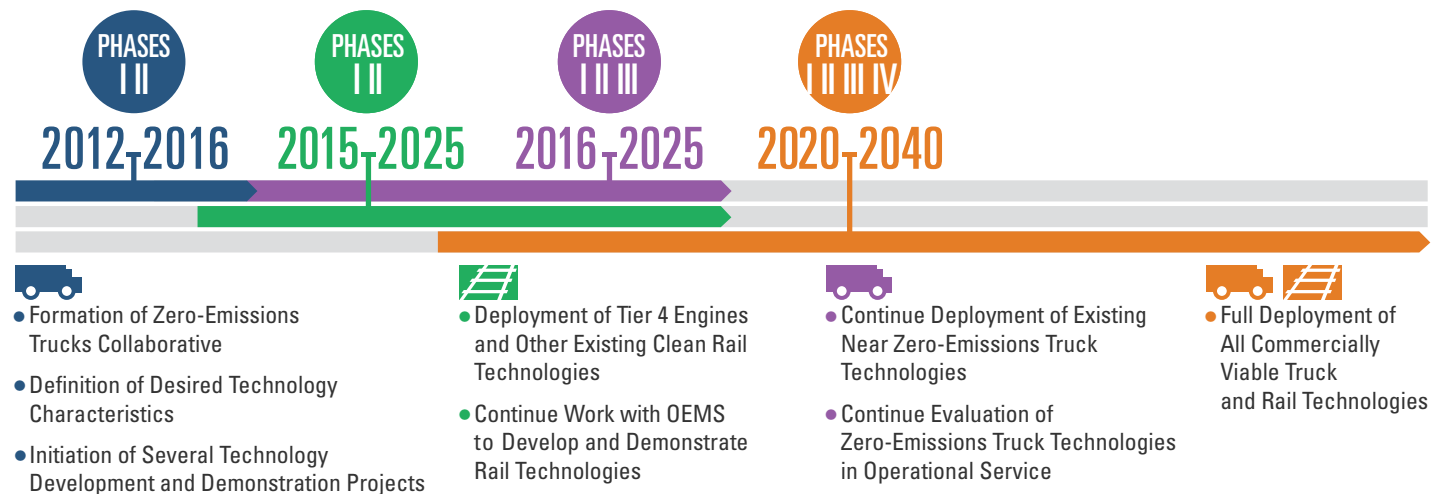 PHASES
I II
2012-2016
PHASES
I II
2015-2025
PHASES
I II III
2016-2025
PHASES
I II III IV
2020-2040
• Formation of Zero-Emissions
Trucks Collaborative
• Definition of Desired Technology
Characteristics
• Initiation of Several Technology
Development and Demonstration Projects
• Deployment of Tier 4 Engines
and Other Existing Clean Rail
Technologies
• Continue Work with OEMS
to Develop and Demonstrate
Rail Technologies
• Continue Deployment of Existing
Near Zero-Emissions Truck
Technologies
• Continue Evaluation of
Zero-Emissions Truck Technologies
in Operational Service
• Full Deployment of
All Commercially
Viable Truck
and Rail Technologies